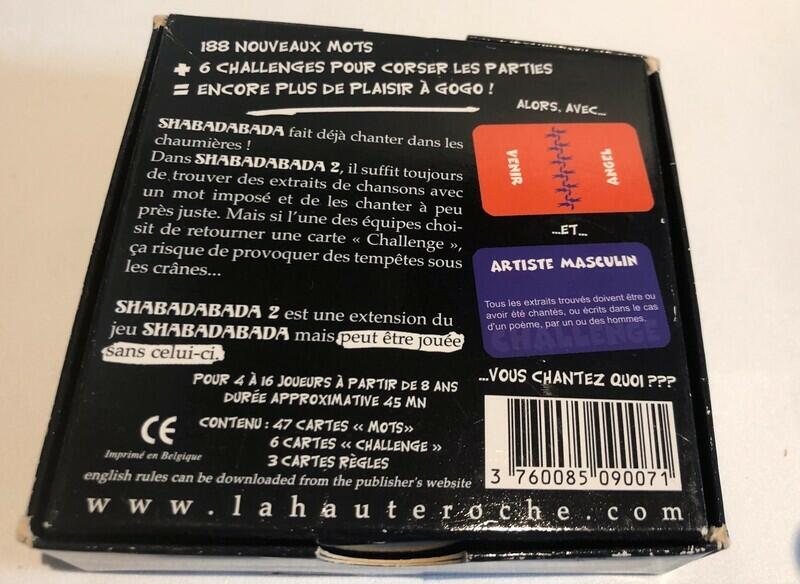 188 NOUVEAUX MOTS
+ 6 CHALLENGES POUR CORSER LES PARTIES
= ENCORE PLUS DE PLAISIR À GOGO !
SHABADABADA fait déjà chanter dans les
chaumières !
Dans SHABADABADA 2, il suffit toujours
de trouver des extraits de chansons avec
un mot imposé et de les chanter à peu
près juste. Mais si l'une des équipes choi-
sit de retourner une carte « Challenge »,
ça risque de provoquer des tempêtes sous
les crânes...
SHABADABADA 2 est une extension du
jeu SHABADABADA mais peut être jouée
sans celui-ci.
POUR 4 À 16 JOUEURS À PARTIR DE 8 ANS
DURÉE APPROXIMATIVE 45 MN
CONTENU : 47 CARTES « MOTS »
6 CARTES « CHALLENGE »
3 CARTES RÈGLES
CE
Imprimé en Belgique
english rules can be downloaded from the publisher's website
www.lahauteroche.com
ALORS, AVEC...
VENIR
ANGEL
...ET...
ARTISTE MASCULIN
Tous les extraits trouvés doivent être ou
avoir été chantés, ou écrits dans le cas
d'un poème, par un ou des hommes.
CHALLENGE
...VOUS CHANTEZ QUOI ???
3 760085 090071